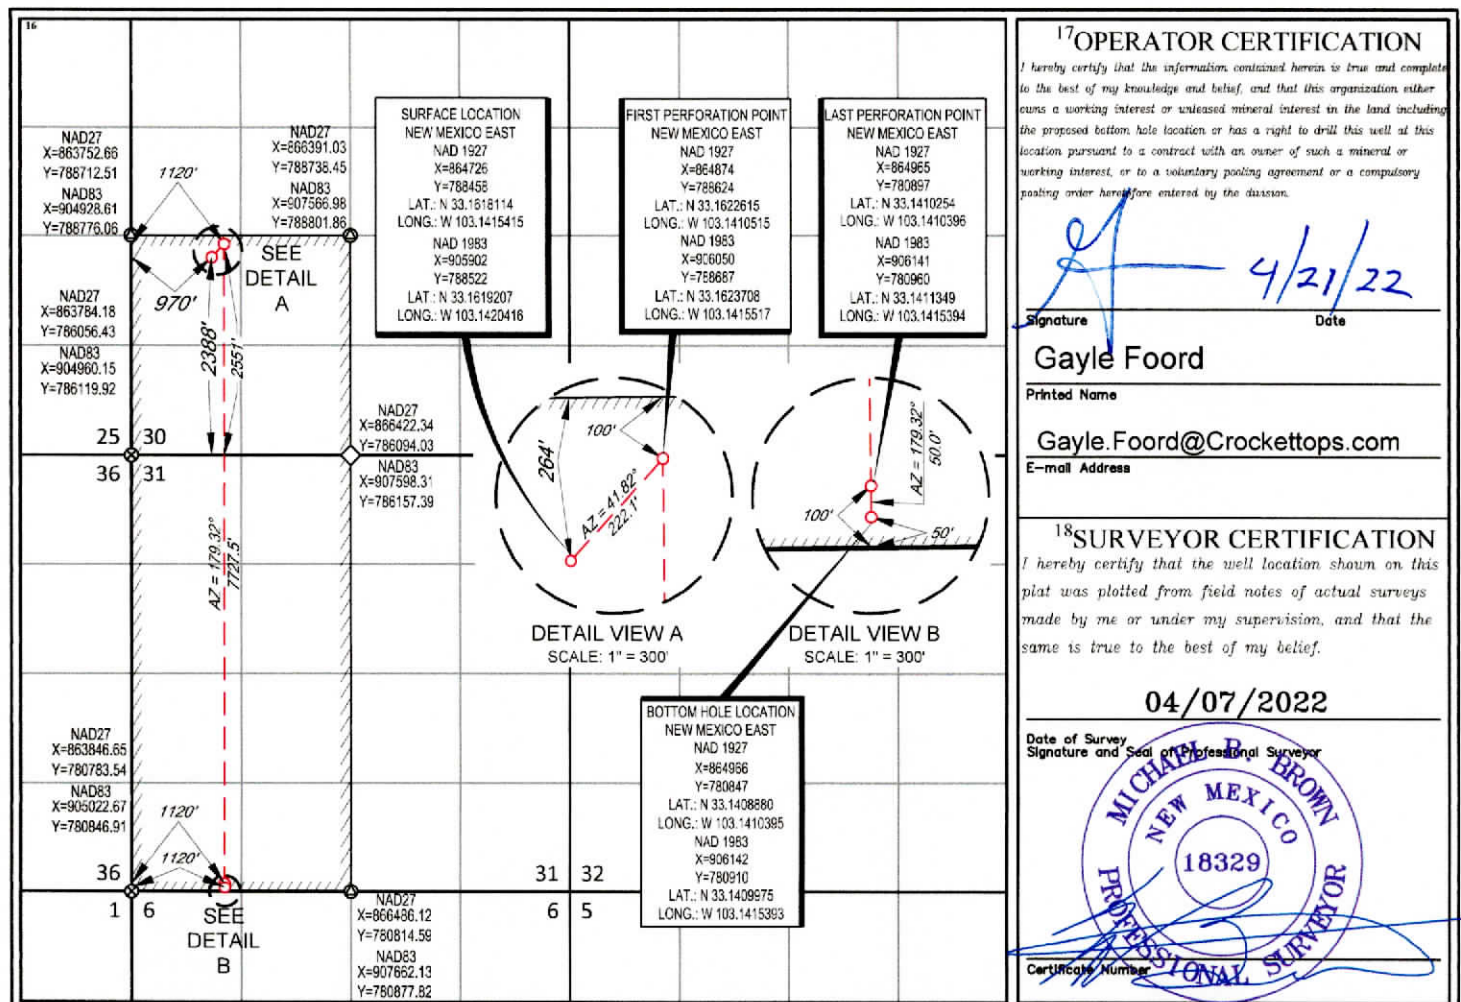 16
NAD27
X=863752.66
Y=788712.51
NAD83
X=904928.61
Y=788776.06
1120'
NAD27
X=866391.03
Y=788738.45
NAD83
X=907566.98
Y=788801.86
SEE
DETAIL
A
970'
2388'
2551'
NAD27
X=863784.18
Y=786056.43
NAD83
X=904960.15
Y=786119.92
25 30
36 31
NAD27
X=866422.34
Y=786094.03
NAD83
X=907598.31
Y=786157.39
AZ = 179.32°
7727.5'
NAD27
X=863846.65
Y=780783.54
NAD83
X=905022.67
Y=780846.91
1120'
1120'
36
1 6
31 32
6 5
SEE
DETAIL
B
NAD27
X=866486.12
Y=780814.59
NAD83
X=907662.13
Y=780877.82
SURFACE LOCATION
NEW MEXICO EAST
NAD 1927
X=864726
Y=788458
LAT.: N 33.1618114
LONG.: W 103.1415415
NAD 1983
X=905902
Y=788522
LAT.: N 33.1619207
LONG.: W 103.1420416
FIRST PERFORATION POINT
NEW MEXICO EAST
NAD 1927
X=864874
Y=788624
LAT.: N 33.1622615
LONG.: W 103.1410515
NAD 1983
X=906050
Y=788687
LAT.: N 33.1623708
LONG.: W 103.1415517
LAST PERFORATION POINT
NEW MEXICO EAST
NAD 1927
X=864965
Y=780897
LAT.: N 33.1410254
LONG.: W 103.1410396
NAD 1983
X=906141
Y=780960
LAT.: N 33.1411349
LONG.: W 103.1415394
264'
100'
AZ = 41.82°
222.1'
DETAIL VIEW A
SCALE: 1" = 300'
AZ = 179.32°
50.0'
100'
50'
DETAIL VIEW B
SCALE: 1" = 300'
BOTTOM HOLE LOCATION
NEW MEXICO EAST
NAD 1927
X=864966
Y=780847
LAT.: N 33.1408880
LONG.: W 103.1410395
NAD 1983
X=906142
Y=780910
LAT.: N 33.1409975
LONG.: W 103.1415393
17 OPERATOR CERTIFICATION
I hereby certify that the information contained herein is true and complete
to the best of my knowledge and belief, and that this organization either
owns a working interest or unleased mineral interest in the land including
the proposed bottom hole location or has a right to drill this well at this
location pursuant to a contract with an owner of such a mineral or
working interest, or to a voluntary pooling agreement or a compulsory
pooling order heretofore entered by the division.
4/21/22
Signature Date
Gayle Foord
Printed Name
Gayle.Foord@Crockettops.com
E-mail Address
18 SURVEYOR CERTIFICATION
I hereby certify that the well location shown on this
plat was plotted from field notes of actual surveys
made by me or under my supervision, and that the
same is true to the best of my belief.
04/07/2022
Date of Survey
Signature and Seal of Professional Surveyor
MICHAEL B. BROWN
NEW MEXICO
18329
PROFESSIONAL SURVEYOR
Certificate Number